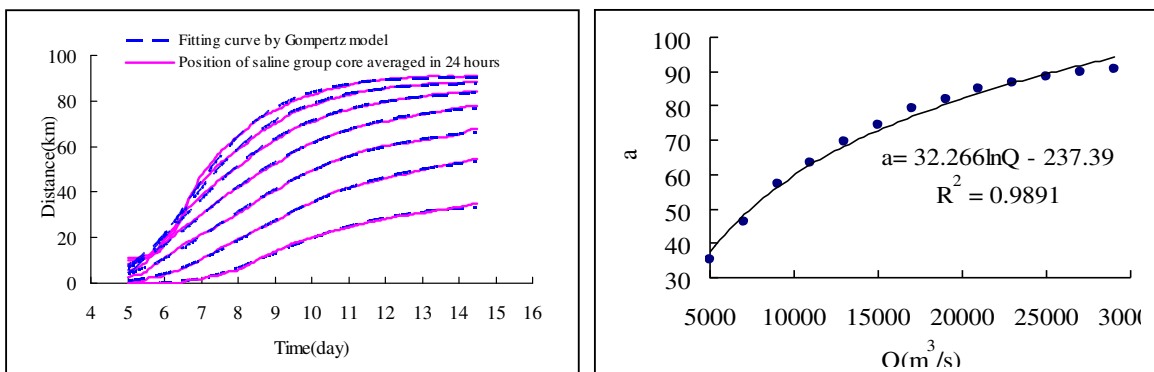 Fitting curve by Gompertz model
Position of saline group core averaged in 24 hours
100
80
60
40
20
0
Distance(km)
4 5 6 7 8 9 10 11 12 13 14 15 16
Time(day)
100
90
80
70
60
50
40
30
a
a= 32.266lnQ - 237.39
R² = 0.9891
5000 10000 15000 20000 25000 3000
Q(m³/s)